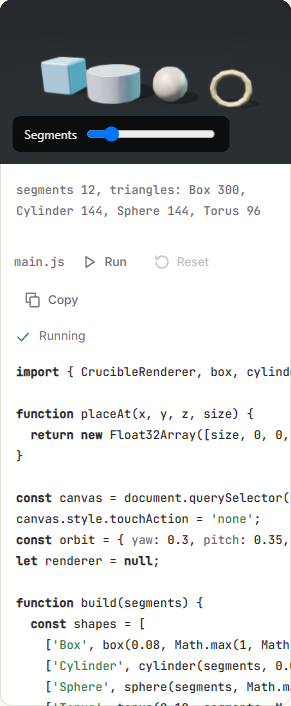 Segments
segments 12, triangles: Box 300,
Cylinder 144, Sphere 144, Torus 96
main.js Run Reset
Copy
Running
import { CrucibleRenderer, box, cylind
function placeAt(x, y, z, size) {
return new Float32Array([size, 0, 0,
}
const canvas = document.querySelector(
canvas.style.touchAction = 'none';
const orbit = { yaw: 0.3, pitch: 0.35,
let renderer = null;
function build(segments) {
const shapes = [
['Box', box(0.08, Math.max(1, Math
['Cylinder', cylinder(segments, 0.0
['Sphere', sphere(segments, Math.ma